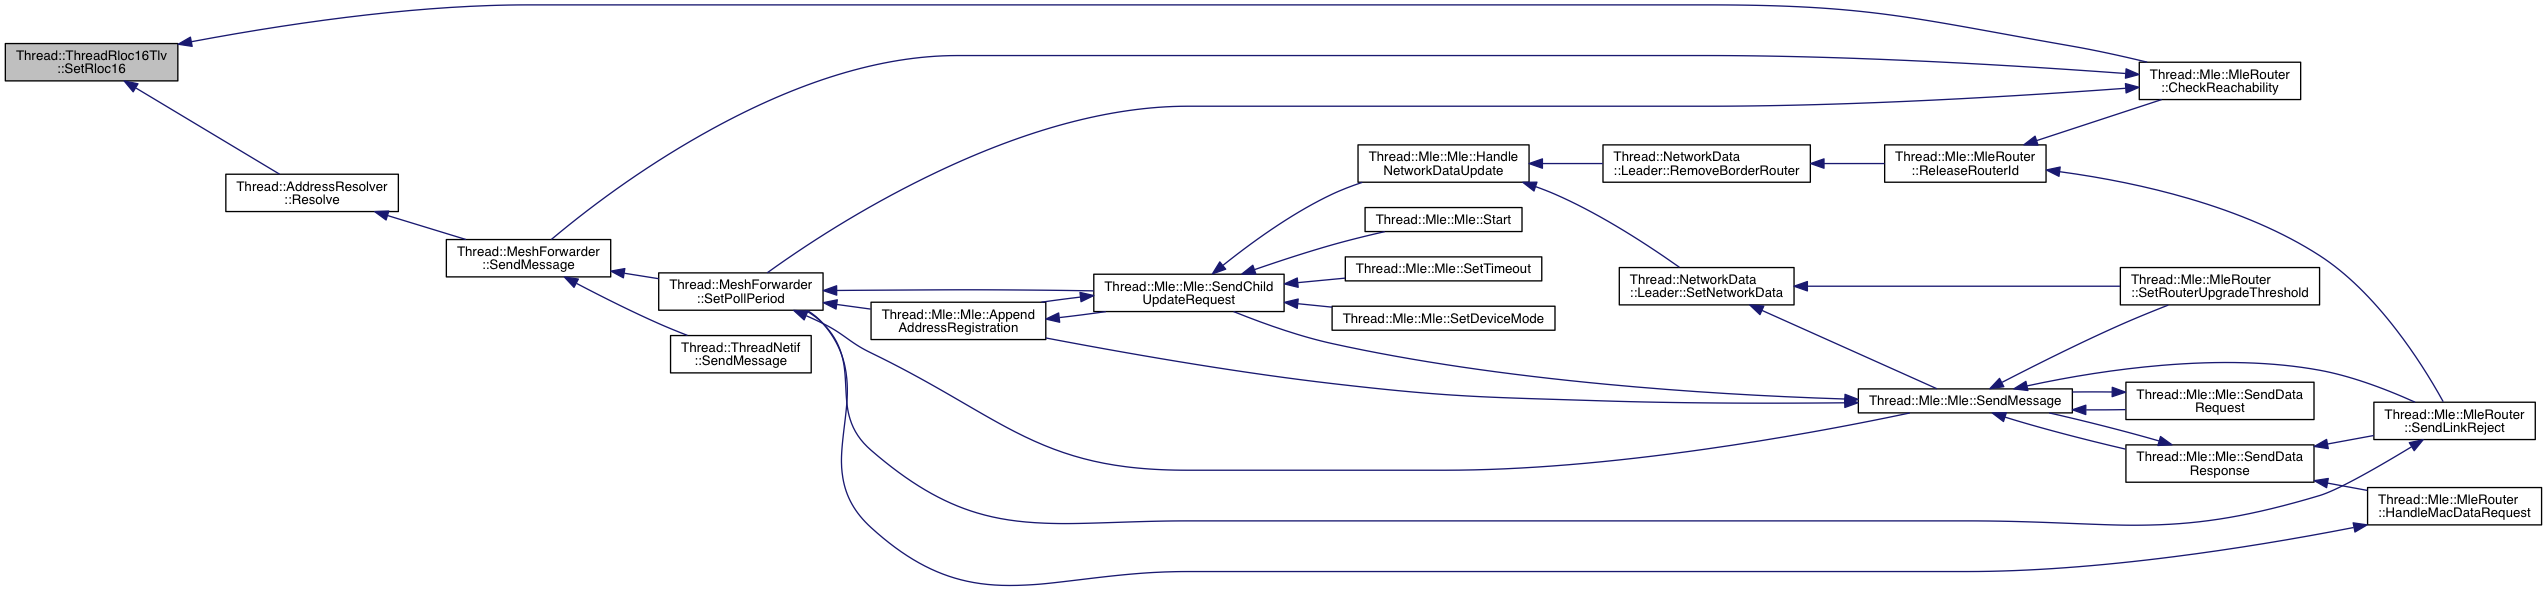 Thread::ThreadRloc16Tlv
::SetRloc16
Thread::AddressResolver
::Resolve
Thread::MeshForwarder
::SendMessage
Thread::MeshForwarder
::SetPollPeriod
Thread::ThreadNetif
::SendMessage
Thread::Mle::Mle::Append
AddressRegistration
Thread::Mle::Mle::SendChild
UpdateRequest
Thread::Mle::Mle::Handle
NetworkDataUpdate
Thread::Mle::Mle::Start
Thread::Mle::Mle::SetTimeout
Thread::Mle::Mle::SetDeviceMode
Thread::NetworkData
::Leader::RemoveBorderRouter
Thread::NetworkData
::Leader::SetNetworkData
Thread::Mle::MleRouter
::ReleaseRouterId
Thread::Mle::Mle::SendMessage
Thread::Mle::MleRouter
::CheckReachability
Thread::Mle::MleRouter
::SetRouterUpgradeThreshold
Thread::Mle::Mle::SendData
Request
Thread::Mle::Mle::SendData
Response
Thread::Mle::MleRouter
::SendLinkReject
Thread::Mle::MleRouter
::HandleMacDataRequest